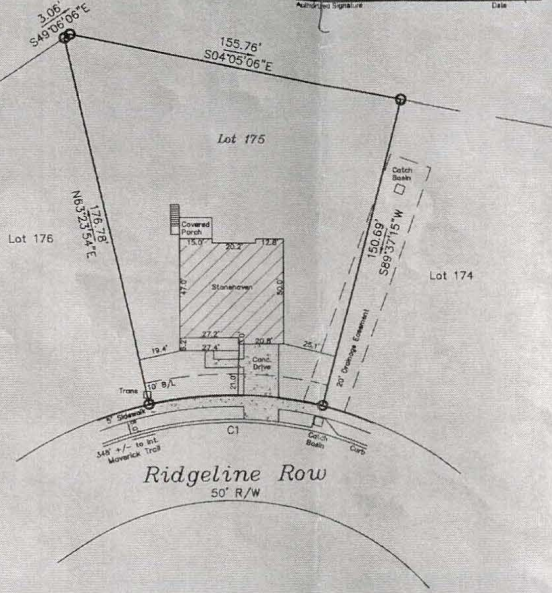 Authorized Signature
Date
3.06'
S49°06'06"E
155.76'
S04°05'06"E
Lot 175
Catch
Basin
N63°23'54"E
176.78'
Lot 176
Covered
Porch
15.0'
20.2'
12.8'
150.69'
S89°37'15"W
Lot 174
47.0'
Stonehaven
50.0'
20' Drainage Easement
27.2'
20.8'
19.4'
27.4'
25.1'
Conc.
Drive
21.0'
Trans
10' B/L
5' Sidewalk
348' +/- to Int.
Maverick Trail
C1
Catch
Basin
Curb
Ridgeline Row
50' R/W